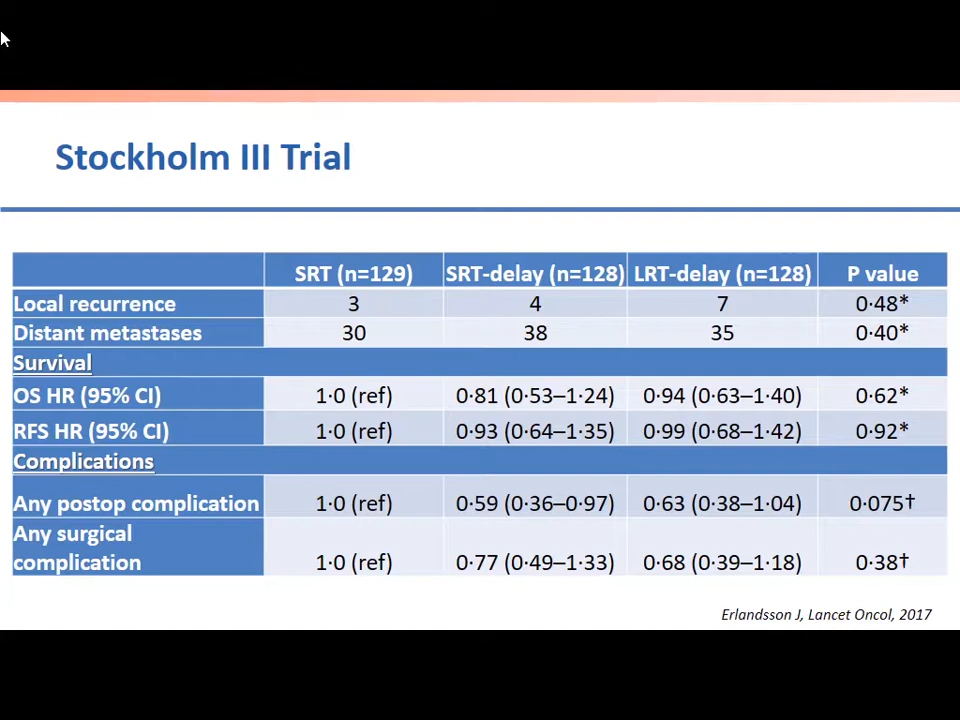 Stockholm III Trial
SRT (n=129) SRT-delay (n=128) LRT-delay (n=128) P value
Local recurrence 3 4 7 0·48*
Distant metastases 30 38 35 0·40*
Survival
OS HR (95% CI) 1·0 (ref) 0·81 (0·53–1·24) 0·94 (0·63–1·40) 0·62*
RFS HR (95% CI) 1·0 (ref) 0·93 (0·64–1·35) 0·99 (0·68–1·42) 0·92*
Complications
Any postop complication 1·0 (ref) 0·59 (0·36–0·97) 0·63 (0·38–1·04) 0·075†
Any surgical
complication 1·0 (ref) 0·77 (0·49–1·33) 0·68 (0·39–1·18) 0·38†
Erlandsson J, Lancet Oncol, 2017